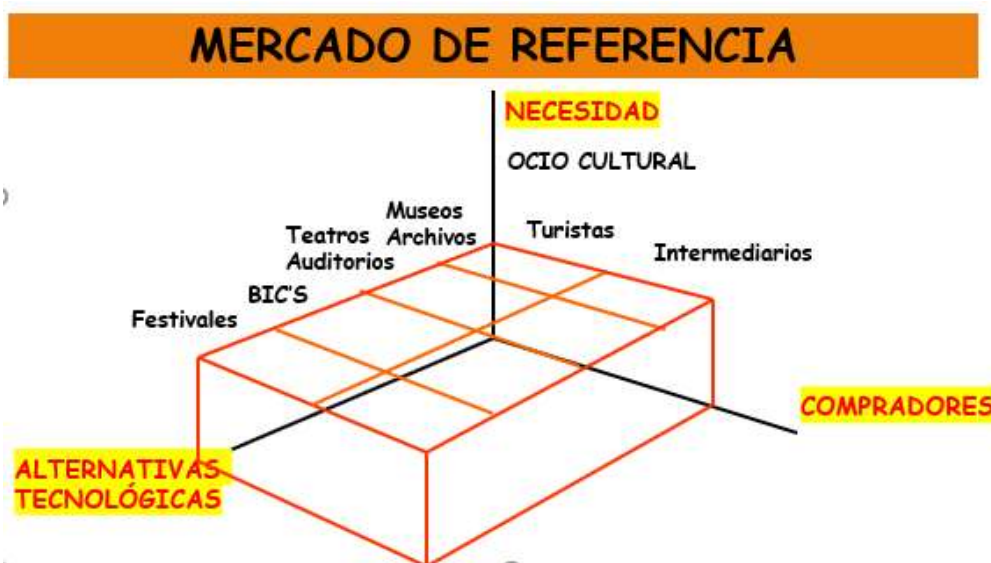 MERCADO DE REFERENCIA
NECESIDAD
OCIO CULTURAL
Museos
Archivos
Turistas
Teatros
Auditorios
Intermediarios
BIC'S
Festivales
COMPRADORES
ALTERNATIVAS
TECNOLÓGICAS